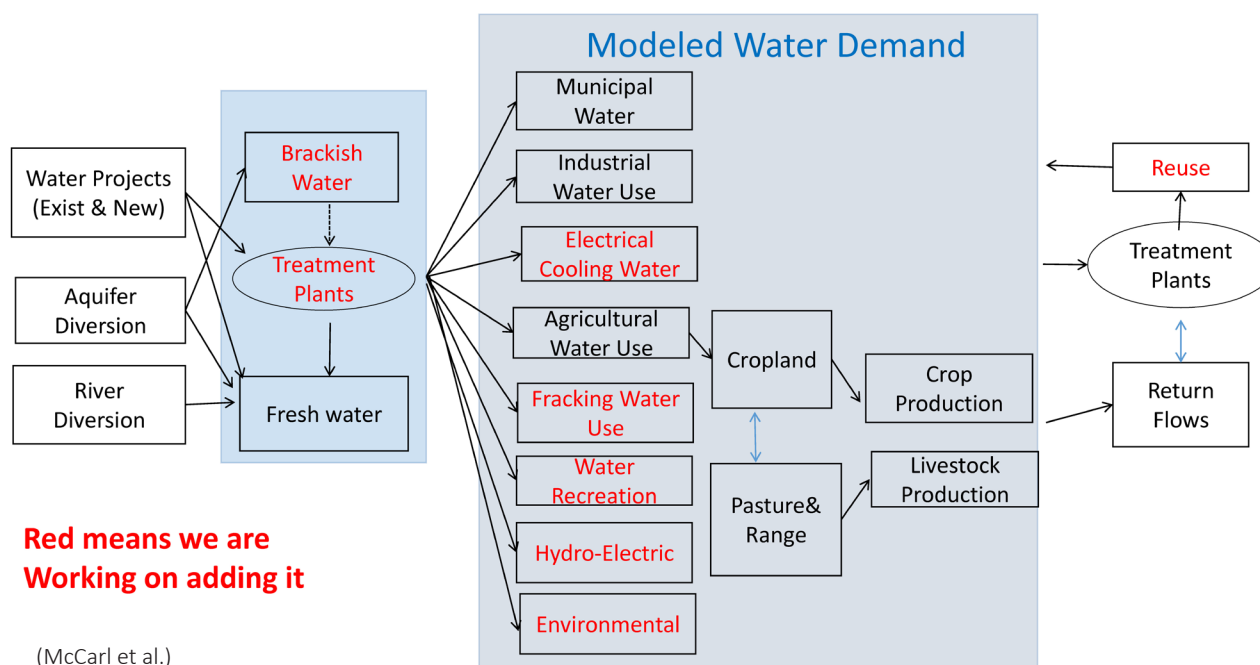 Modeled Water Demand
Water Projects
(Exist & New)
Aquifer
Diversion
River
Diversion
Brackish
Water
Treatment
Plants
Fresh water
Municipal
Water
Industrial
Water Use
Electrical
Cooling Water
Agricultural
Water Use
Fracking Water
Use
Water
Recreation
Hydro-Electric
Environmental
Cropland
Pasture&
Range
Crop
Production
Livestock
Production
Reuse
Treatment
Plants
Return
Flows
Red means we are
Working on adding it
(McCarl et al.)